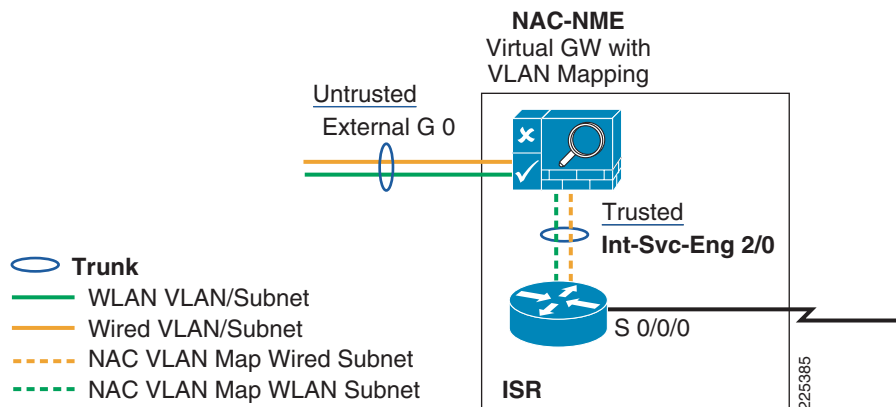 NAC-NME
Virtual GW with
VLAN Mapping
Untrusted
External G 0
Trusted
Int-Svc-Eng 2/0
Trunk
WLAN VLAN/Subnet
Wired VLAN/Subnet
NAC VLAN Map Wired Subnet
NAC VLAN Map WLAN Subnet
S 0/0/0
ISR
225385